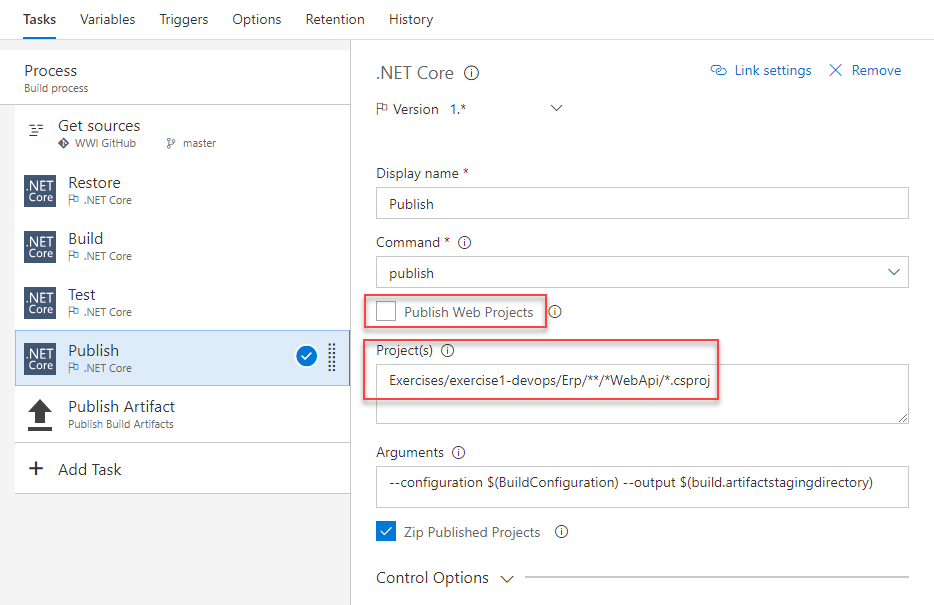 Tasks Variables Triggers Options Retention History
Process
Build process
Get sources
WWI GitHub master
.NET Core
Restore
.NET Core
.NET Core
Build
.NET Core
.NET Core
Test
.NET Core
.NET Core
Publish
.NET Core
Publish Artifact
Publish Build Artifacts
Add Task
.NET Core
Link settings Remove
Version 1.*
Display name *
Publish
Command *
publish
Publish Web Projects
Project(s)
Exercises/exercise1-devops/Erp/**/*WebApi/*.csproj
Arguments
--configuration $(BuildConfiguration) --output $(build.artifactstagingdirectory)
Zip Published Projects
Control Options